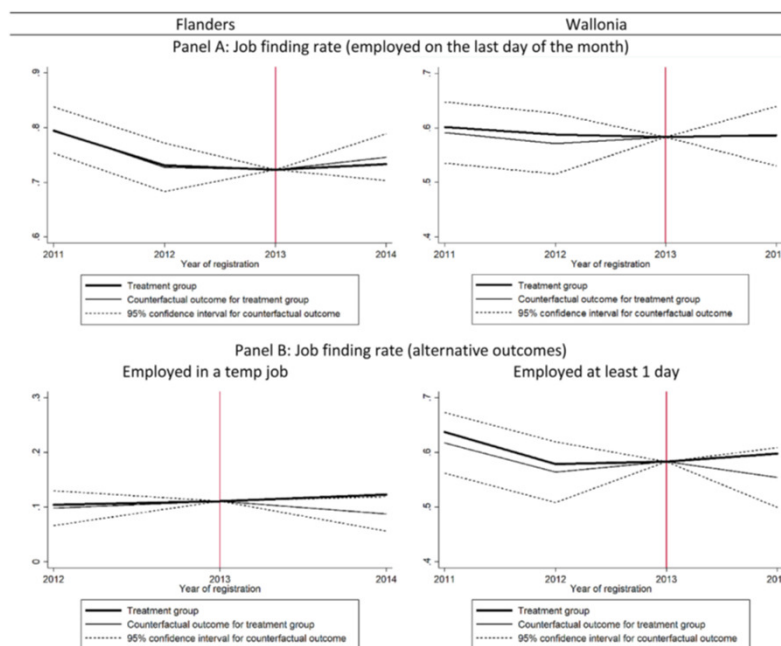 Flanders Wallonia
Panel A: Job finding rate (employed on the last day of the month)
.9
.8
.7
.6
2011 2012 2013 2014
Year of registration
Treatment group
Counterfactual outcome for treatment group
95% confidence interval for counterfactual outcome
.7
.6
.5
.4
2011 2012 2013 201
Year of registration
Treatment group
Counterfactual outcome for treatment group
95% confidence interval for counterfactual outcome
Panel B: Job finding rate (alternative outcomes)
Employed in a temp job Employed at least 1 day
.3
.2
.1
0
2012 2013 2014
Year of registration
Treatment group
Counterfactual outcome for treatment group
95% confidence interval for counterfactual outcome
.7
.6
.5
.4
2011 2012 2013 201
Year of registration
Treatment group
Counterfactual outcome for treatment group
95% confidence interval for counterfactual outcome